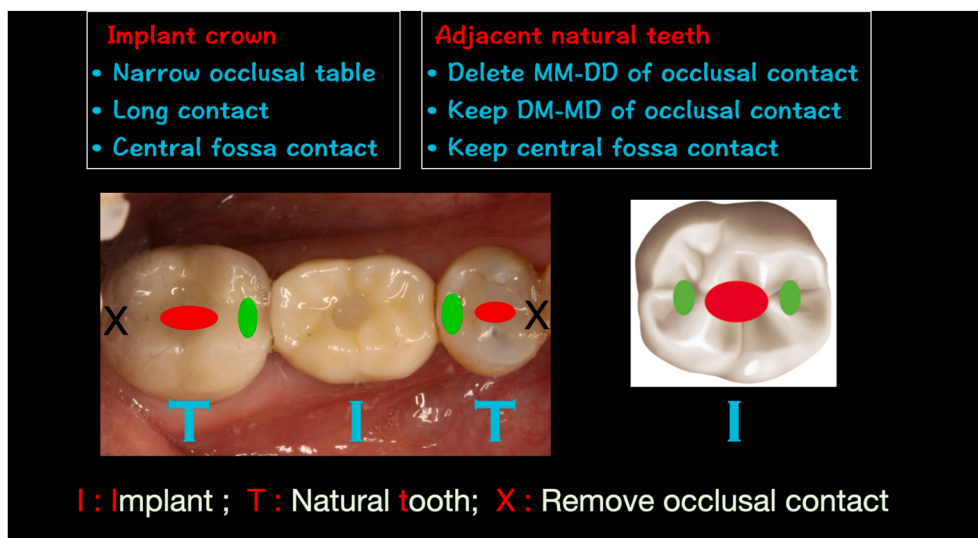 Implant crown
• Narrow occlusal table
• Long contact
• Central fossa contact
Adjacent natural teeth
• Delete MM-DD of occlusal contact
• Keep DM-MD of occlusal contact
• Keep central fossa contact
X
X
T
I
T
I
I : Implant ; T : Natural tooth; X : Remove occlusal contact